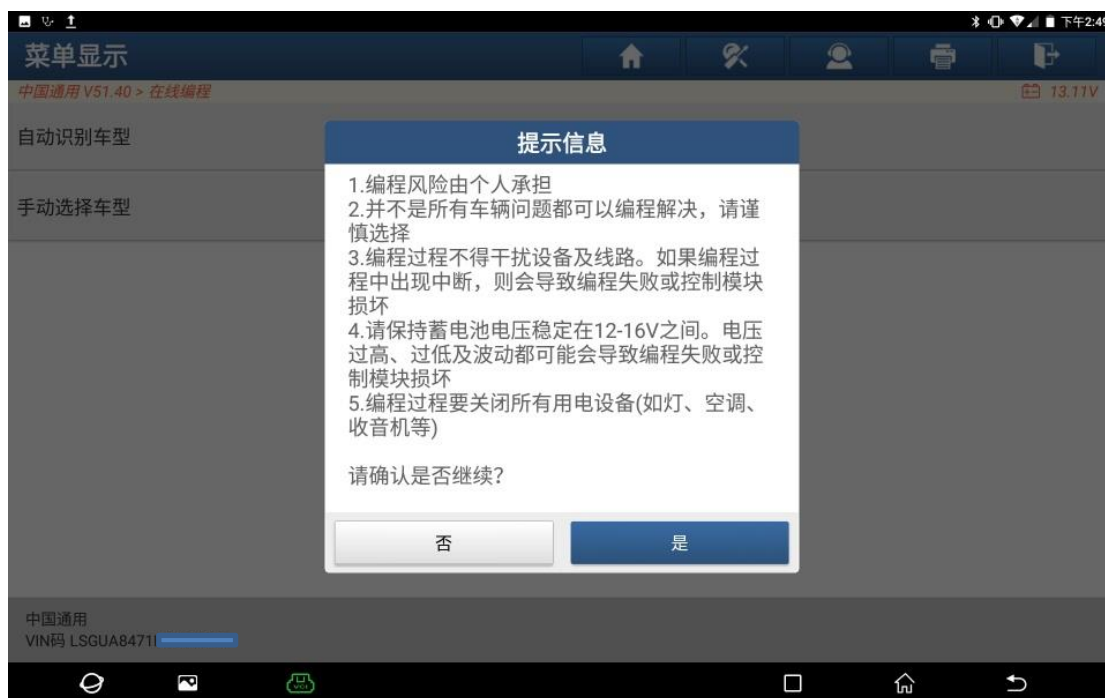 下午2:49
菜单显示
中国通用 V51.40 > 在线编程
13.11V
自动识别车型
手动选择车型
提示信息
1.编程风险由个人承担
2.并不是所有车辆问题都可以编程解决，请谨
慎选择
3.编程过程不得干扰设备及线路。如果编程过
程中出现中断，则会导致编程失败或控制模块
损坏
4.请保持蓄电池电压稳定在12-16V之间。电压
过高、过低及波动都可能会导致编程失败或控
制模块损坏
5.编程过程要关闭所有用电设备(如灯、空调、
收音机等)
请确认是否继续?
否
是
中国通用
VIN码 LSGUA8471